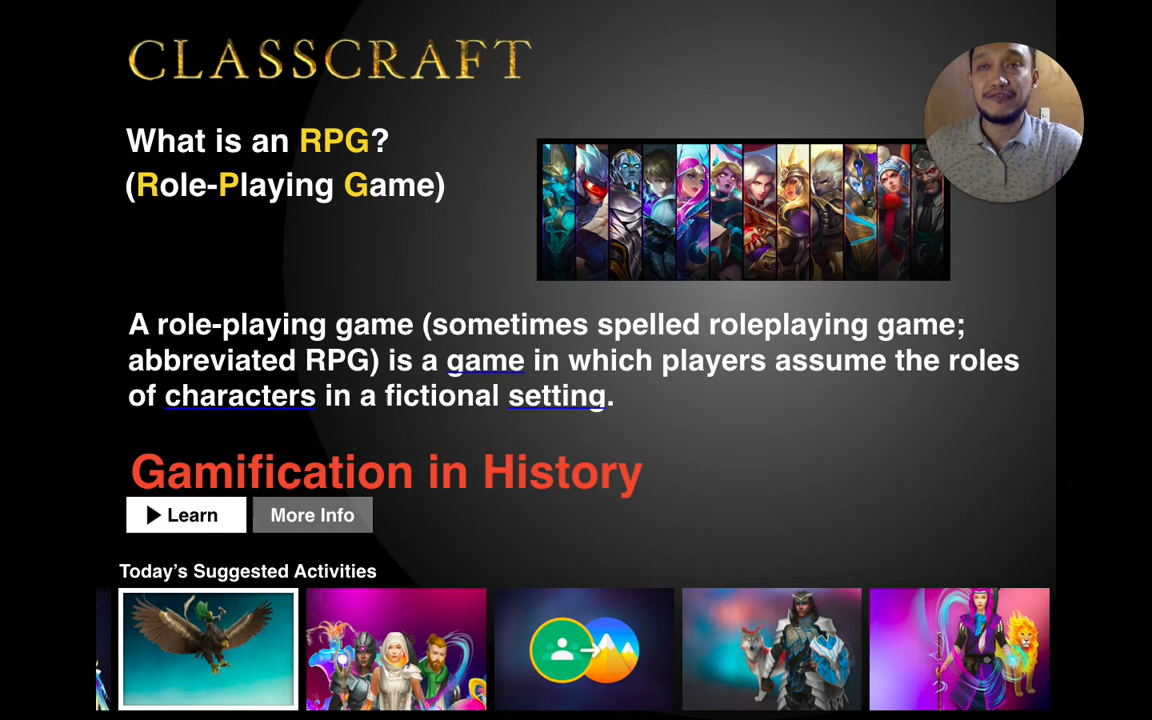 CLASSCRAFT
What is an RPG?
(Role-Playing Game)
A role-playing game (sometimes spelled roleplaying game;
abbreviated RPG) is a game in which players assume the roles
of characters in a fictional setting.
Gamification in History
Learn
More Info
Today’s Suggested Activities